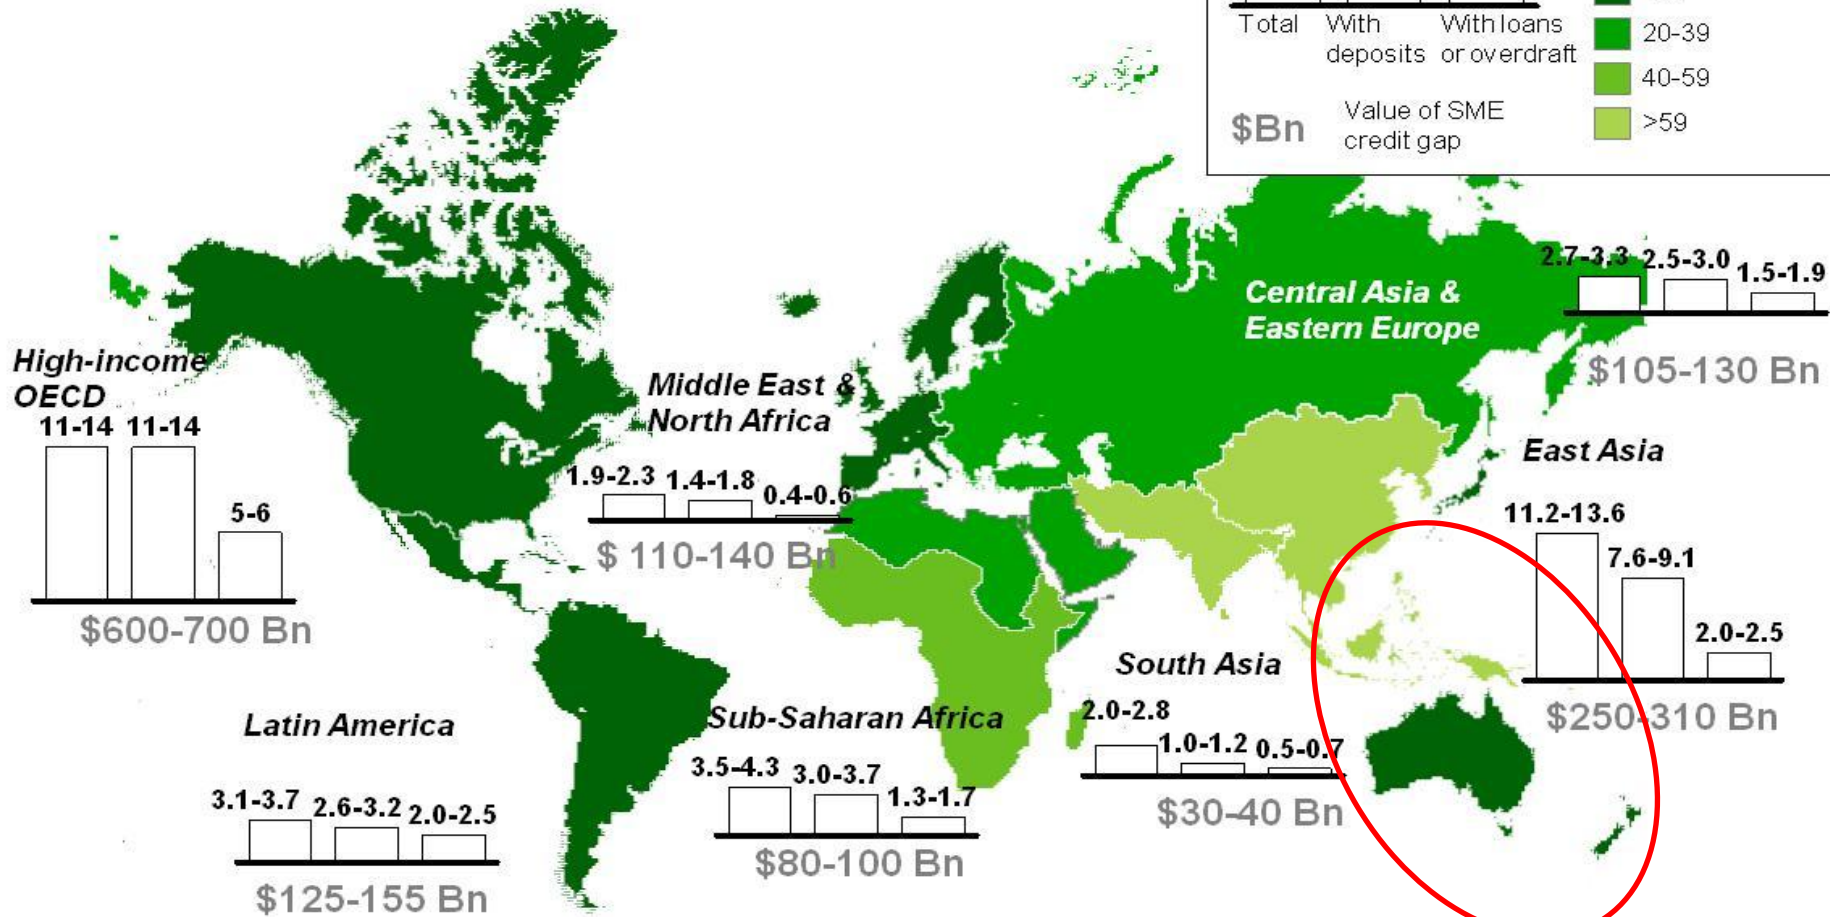 Total With With loans
deposits or overdraft
$Bn Value of SME
credit gap
20-39
40-59
>59
High-income
OECD
11-14 11-14
5-6
$600-700 Bn
Middle East &
North Africa
1.9-2.3 1.4-1.8 0.4-0.6
$ 110-140 Bn
Central Asia &
Eastern Europe
2.7-3.3 2.5-3.0 1.5-1.9
$105-130 Bn
East Asia
11.2-13.6
7.6-9.1
2.0-2.5
$250-310 Bn
South Asia
2.0-2.8
1.0-1.2 0.5-0.7
$30-40 Bn
Sub-Saharan Africa
3.5-4.3 3.0-3.7
1.3-1.7
$80-100 Bn
Latin America
3.1-3.7 2.6-3.2 2.0-2.5
$125-155 Bn